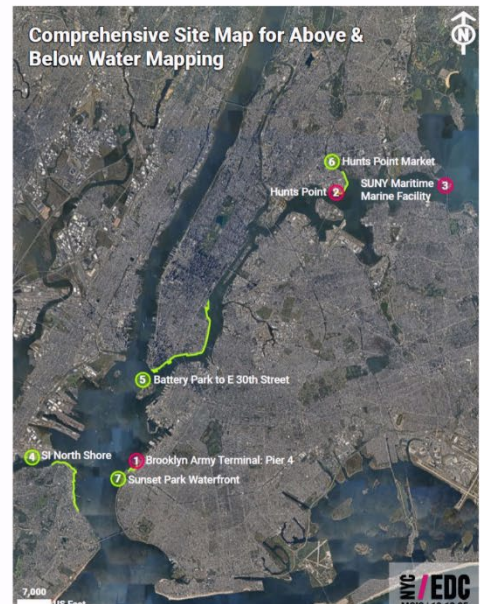 Comprehensive Site Map for Above &
Below Water Mapping
N
6 Hunts Point Market
Hunts Point 2
SUNY Maritime 3
Marine Facility
5 Battery Park to E 30th Street
4 SI North Shore
1 Brooklyn Army Terminal: Pier 4
7 Sunset Park Waterfront
7,000
US Feet
NYC / EDC